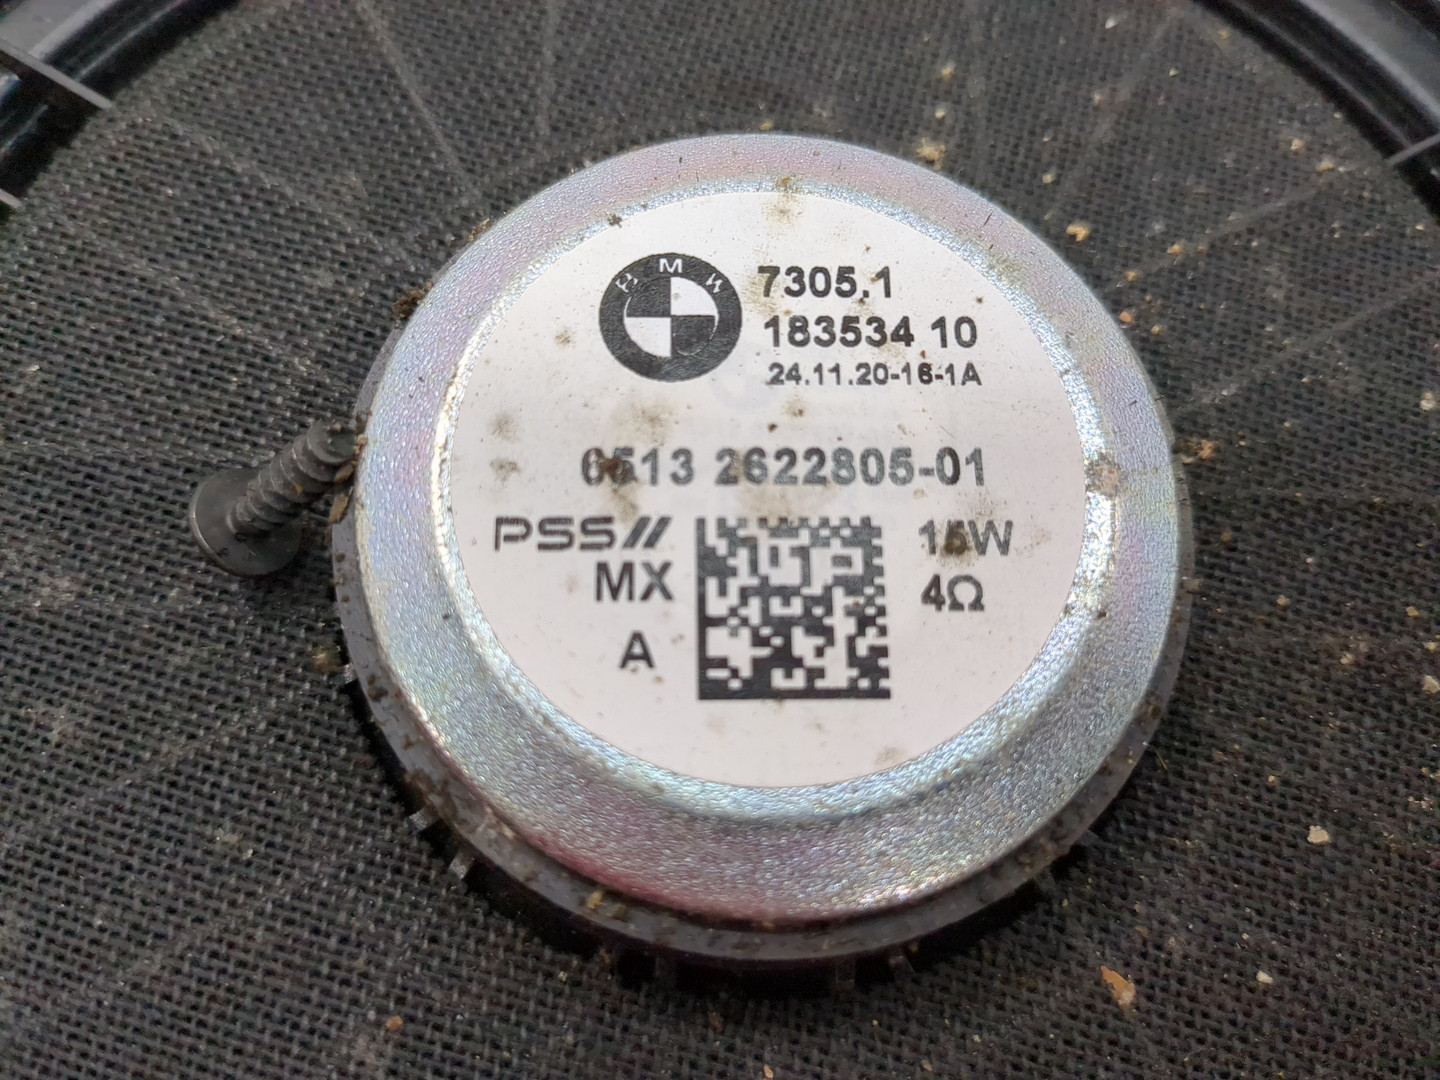 BMW
7305.1
183534 10
24.11.20-16-1A
6513 2622805-01
PSS//
MX
A
15W
4Ω